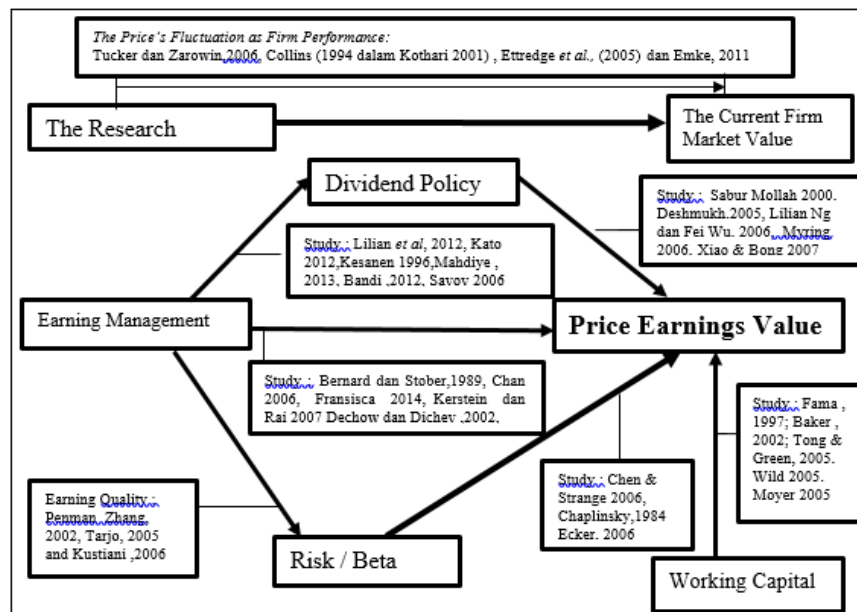 The Price's Fluctuation as Firm Performance:
Tucker dan Zarowin,2006, Collins (1994 dalam Kothari 2001) , Ettredge et al., (2005) dan Emke, 2011
The Research
The Current Firm
Market Value
Dividend Policy
Study : Sabur Mollah 2000.
Deshmukh.2005, Lilian Ng
dan Fei Wu. 2006, Myring
2006. Xiao & Bong 2007
Study : Lilian et al, 2012, Kato
2012,Kesanen 1996,Mahdiye ,
2013, Bandi ,2012, Savov 2006
Earning Management
Price Earnings Value
Study : Bernard dan Stober,1989, Chan
2006, Fransisca 2014, Kerstein dan
Rai 2007 Dechow dan Dichev ,2002,
Study : Fama ,
1997; Baker ,
2002; Tong &
Green, 2005.
Wild 2005.
Moyer 2005
Earning Quality :
Penman Zhang,
2002, Tarjo, 2005
and Kustiani ,2006
Study : Chen &
Strange 2006,
Chaplinsky,1984
Ecker. 2006
Risk / Beta
Working Capital